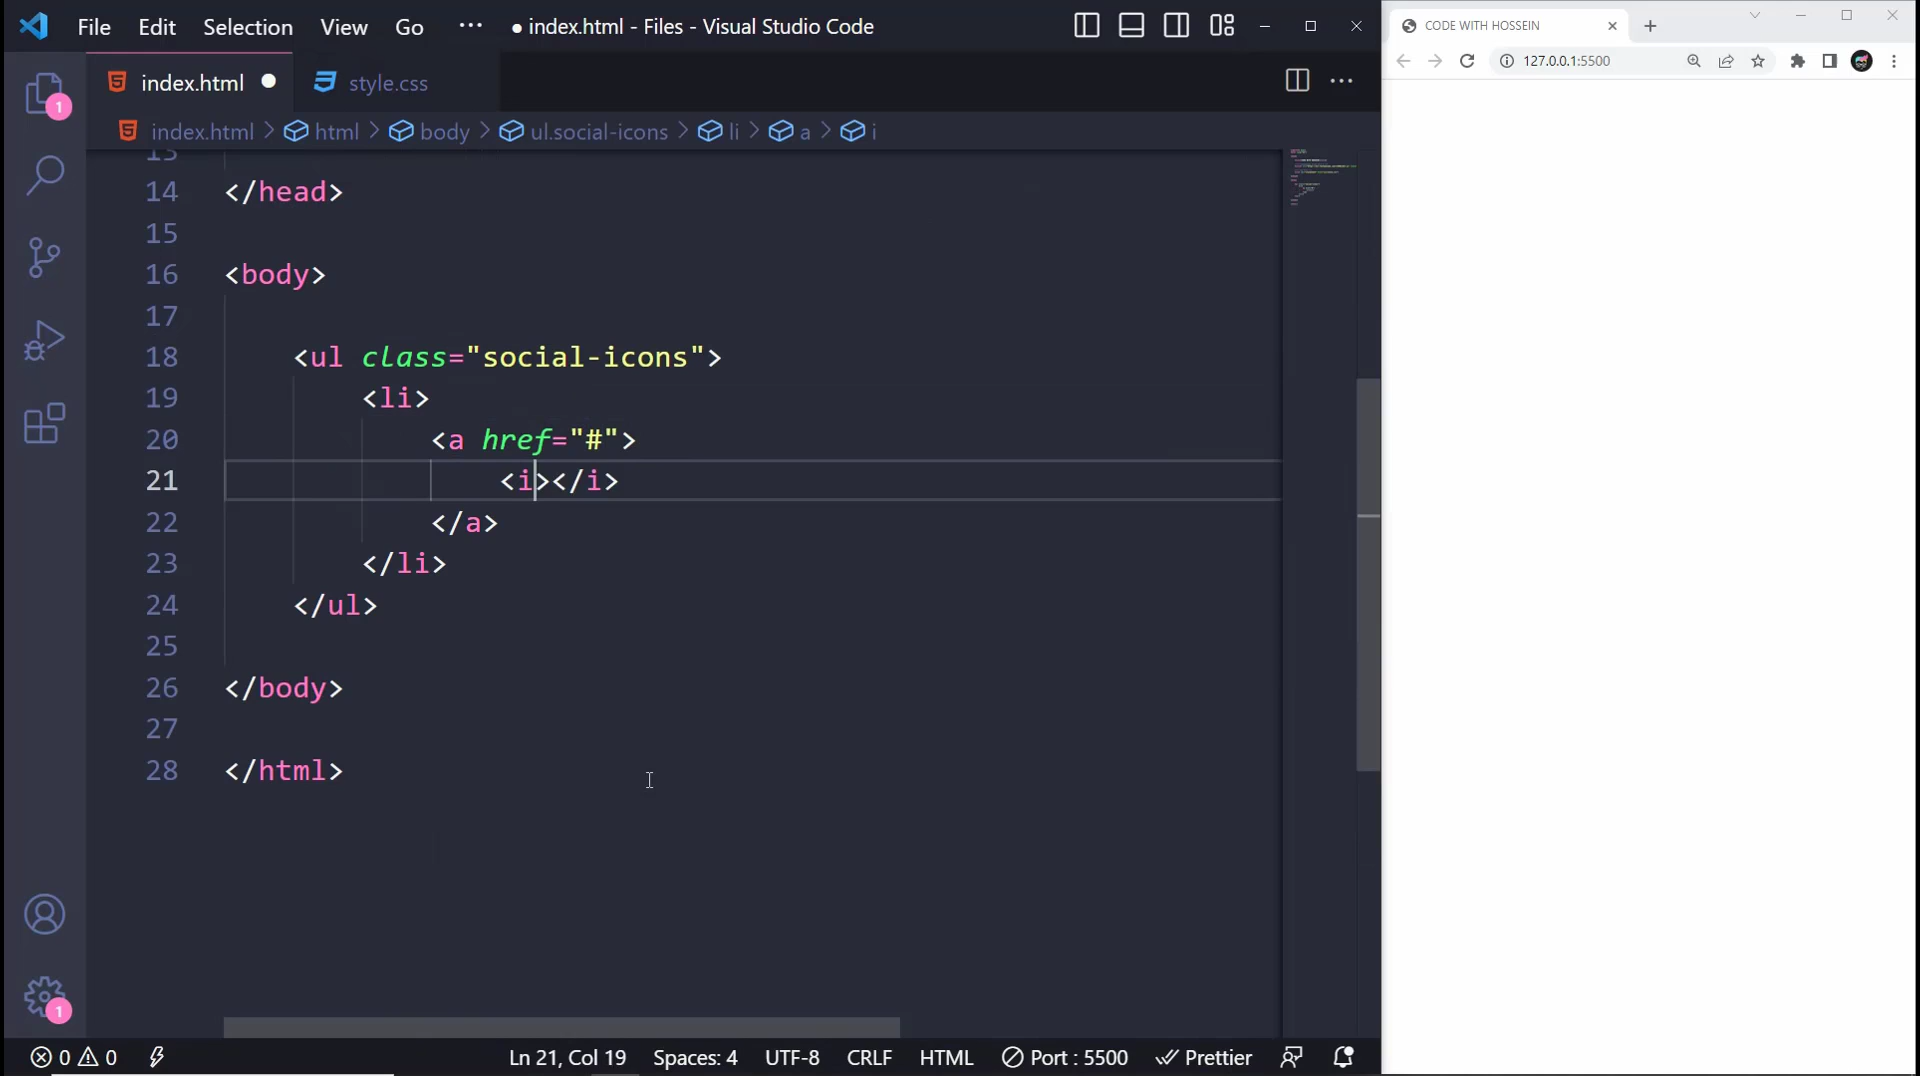 File Edit Selection View Go ··· ● index.html - Files - Visual Studio Code
index.html ● style.css
index.html > html > body > ul.social-icons > li > a > i
13
14 </head>
15
16 <body>
17
18 <ul class="social-icons">
19 <li>
20 <a href="#">
21 <i></i>
22 </a>
23 </li>
24 </ul>
25
26 </body>
27
28 </html>
1
1
0 0 Ln 21, Col 19 Spaces: 4 UTF-8 CRLF HTML Port : 5500 Prettier
CODE WITH HOSSEIN
127.0.0.1:5500